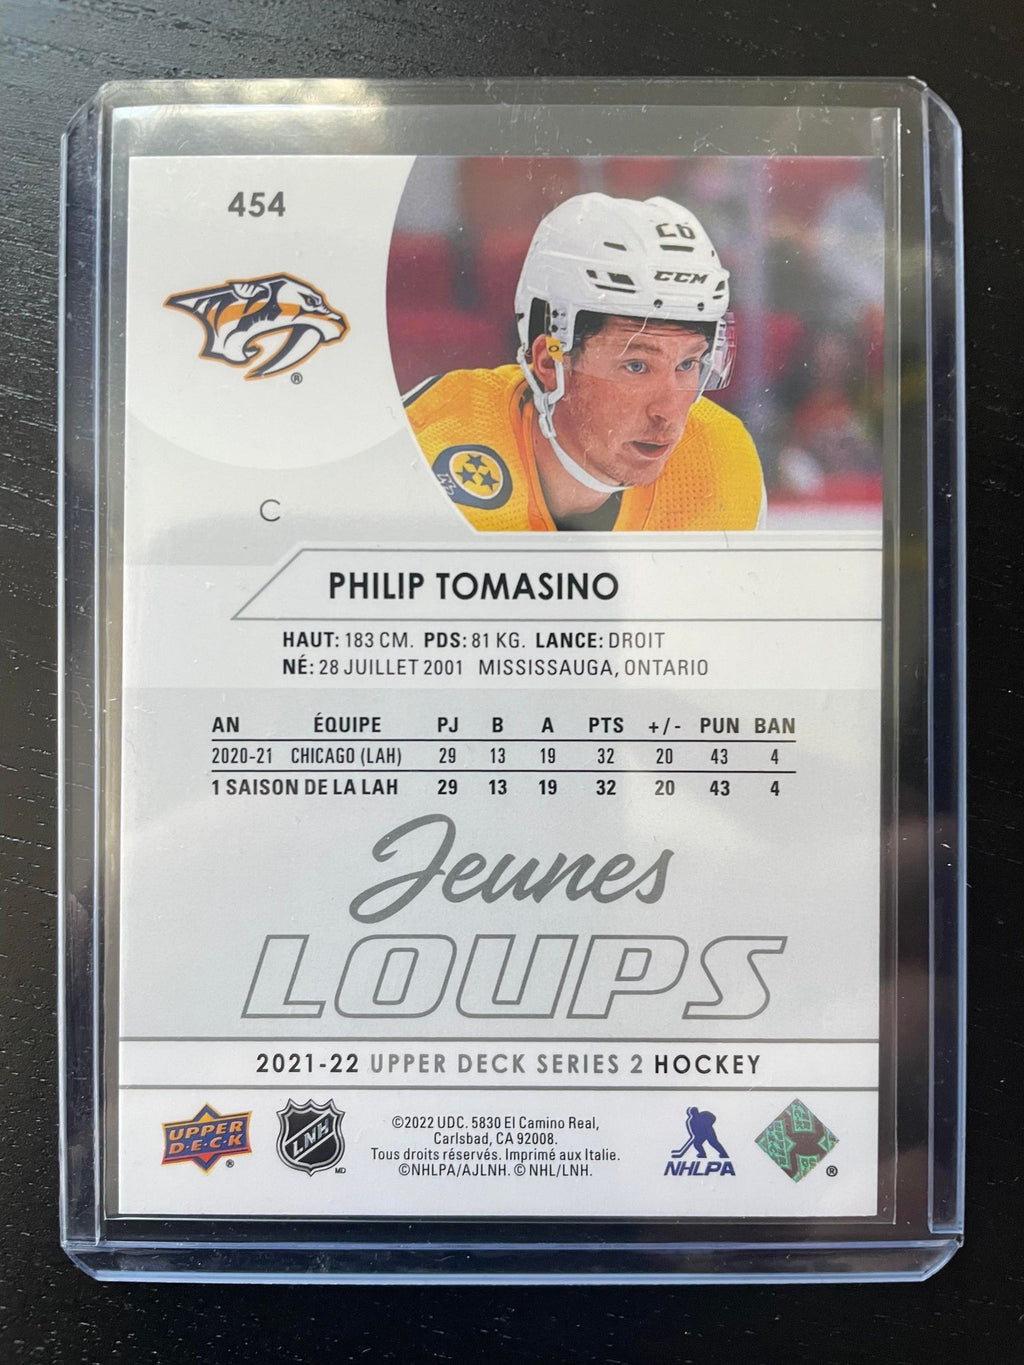 454
®
C
26
CCM
PHILIP TOMASINO
HAUT: 183 CM. PDS: 81 KG. LANCE: DROIT
NÉ: 28 JUILLET 2001 MISSISSAUGA, ONTARIO
AN ÉQUIPE PJ B A PTS +/- PUN BAN
2020-21 CHICAGO (LAH) 29 13 19 32 20 43 4
1 SAISON DE LA LAH 29 13 19 32 20 43 4
Jeunes
LOUPS
2021-22 UPPER DECK SERIES 2 HOCKEY
UPPER
D·E·C·K
®
LNH
MD
©2022 UDC. 5830 El Camino Real,
Carlsbad, CA 92008.
Tous droits réservés. Imprimé aux Italie.
©NHLPA/AJLNH. © NHL/LNH.
NHLPA
®